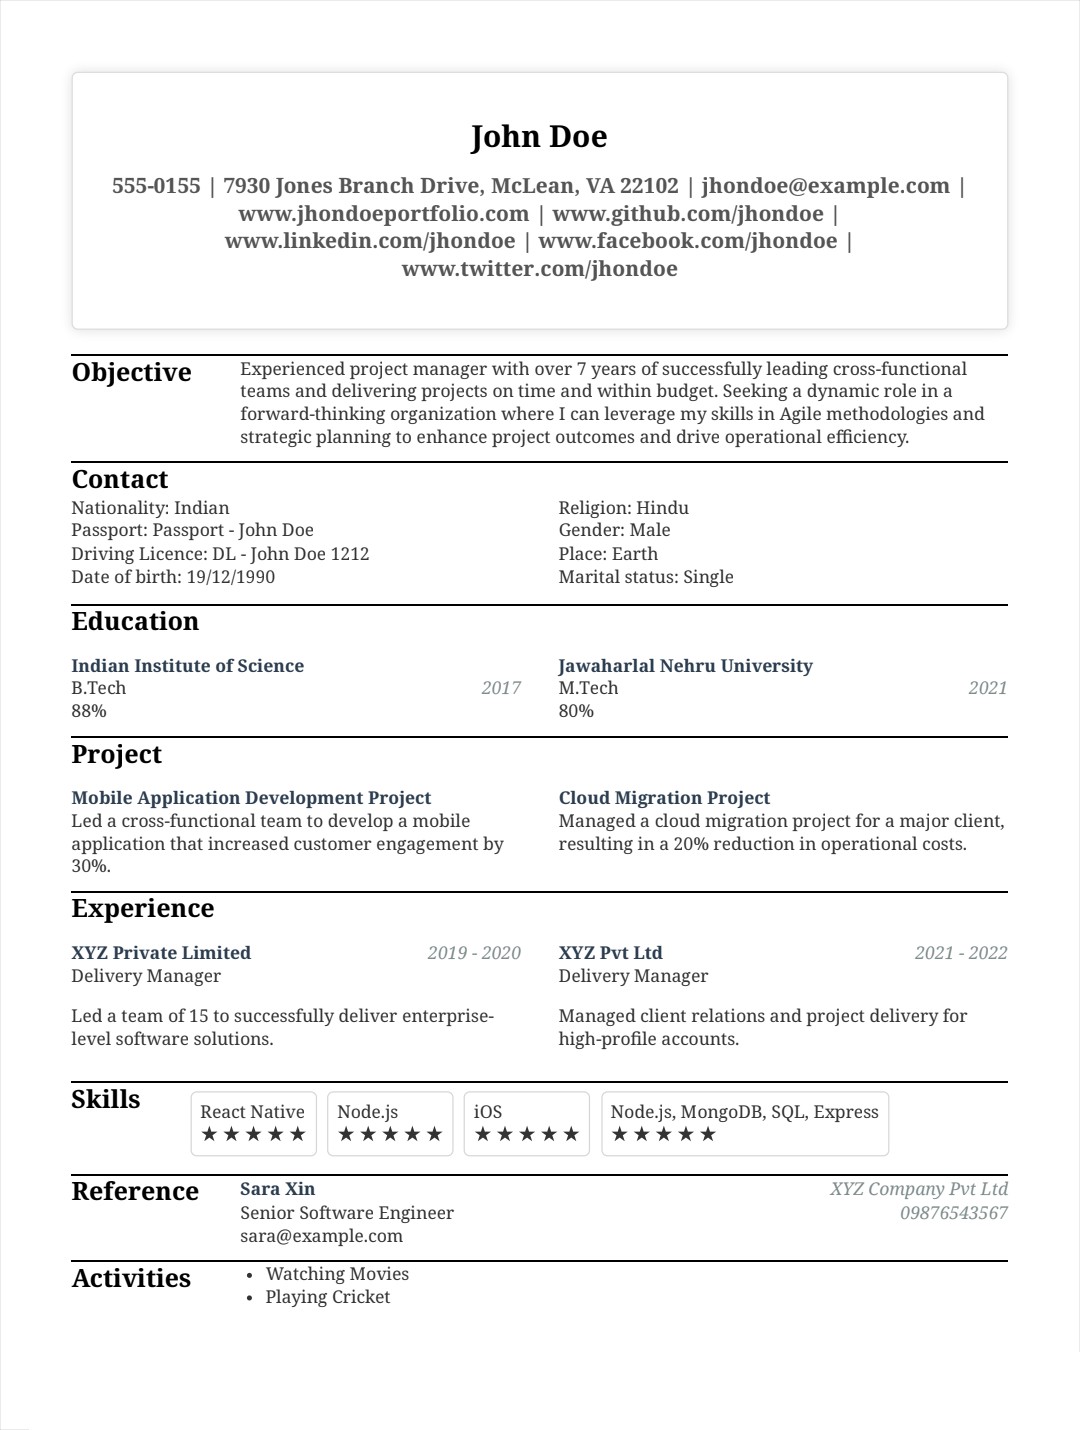 John Doe
555-0155 | 7930 Jones Branch Drive, McLean, VA 22102 | jhondoe@example.com |
www.jhondoeportfolio.com | www.github.com/jhondoe |
www.linkedin.com/jhondoe | www.facebook.com/jhondoe |
www.twitter.com/jhondoe
Objective
Experienced project manager with over 7 years of successfully leading cross-functional
teams and delivering projects on time and within budget. Seeking a dynamic role in a
forward-thinking organization where I can leverage my skills in Agile methodologies and
strategic planning to enhance project outcomes and drive operational efficiency.
Contact
Nationality: Indian
Passport: Passport - John Doe
Driving Licence: DL - John Doe 1212
Date of birth: 19/12/1990
Religion: Hindu
Gender: Male
Place: Earth
Marital status: Single
Education
Indian Institute of Science
B.Tech 2017
88%
Jawaharlal Nehru University
M.Tech 2021
80%
Project
Mobile Application Development Project
Led a cross-functional team to develop a mobile
application that increased customer engagement by
30%.
Cloud Migration Project
Managed a cloud migration project for a major client,
resulting in a 20% reduction in operational costs.
Experience
XYZ Private Limited 2019 - 2020
Delivery Manager
Led a team of 15 to successfully deliver enterprise-
level software solutions.
XYZ Pvt Ltd 2021 - 2022
Delivery Manager
Managed client relations and project delivery for
high-profile accounts.
Skills
React Native
★★★★★
Node.js
★★★★★
iOS
★★★★★
Node.js, MongoDB, SQL, Express
★★★★★
Reference
Sara Xin
Senior Software Engineer
sara@example.com
XYZ Company Pvt Ltd
09876543567
Activities
• Watching Movies
• Playing Cricket